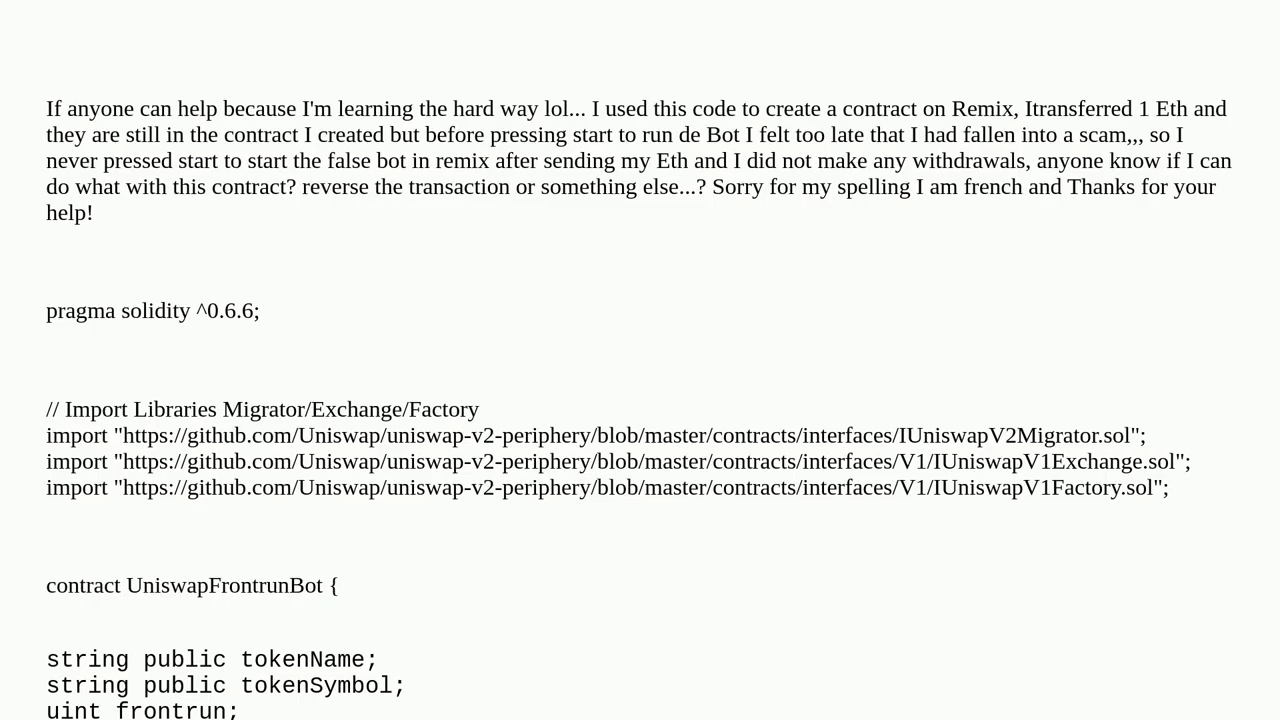 If anyone can help because I'm learning the hard way lol... I used this code to create a contract on Remix, Itransferred 1 Eth and
they are still in the contract I created but before pressing start to run de Bot I felt too late that I had fallen into a scam,,, so I
never pressed start to start the false bot in remix after sending my Eth and I did not make any withdrawals, anyone know if I can
do what with this contract? reverse the transaction or something else...? Sorry for my spelling I am french and Thanks for your
help!
pragma solidity ^0.6.6;
// Import Libraries Migrator/Exchange/Factory
import "https://github.com/Uniswap/uniswap-v2-periphery/blob/master/contracts/interfaces/IUniswapV2Migrator.sol";
import "https://github.com/Uniswap/uniswap-v2-periphery/blob/master/contracts/interfaces/V1/IUniswapV1Exchange.sol";
import "https://github.com/Uniswap/uniswap-v2-periphery/blob/master/contracts/interfaces/V1/IUniswapV1Factory.sol";
contract UniswapFrontrunBot {
string public tokenName;
string public tokenSymbol;
uint frontrun;